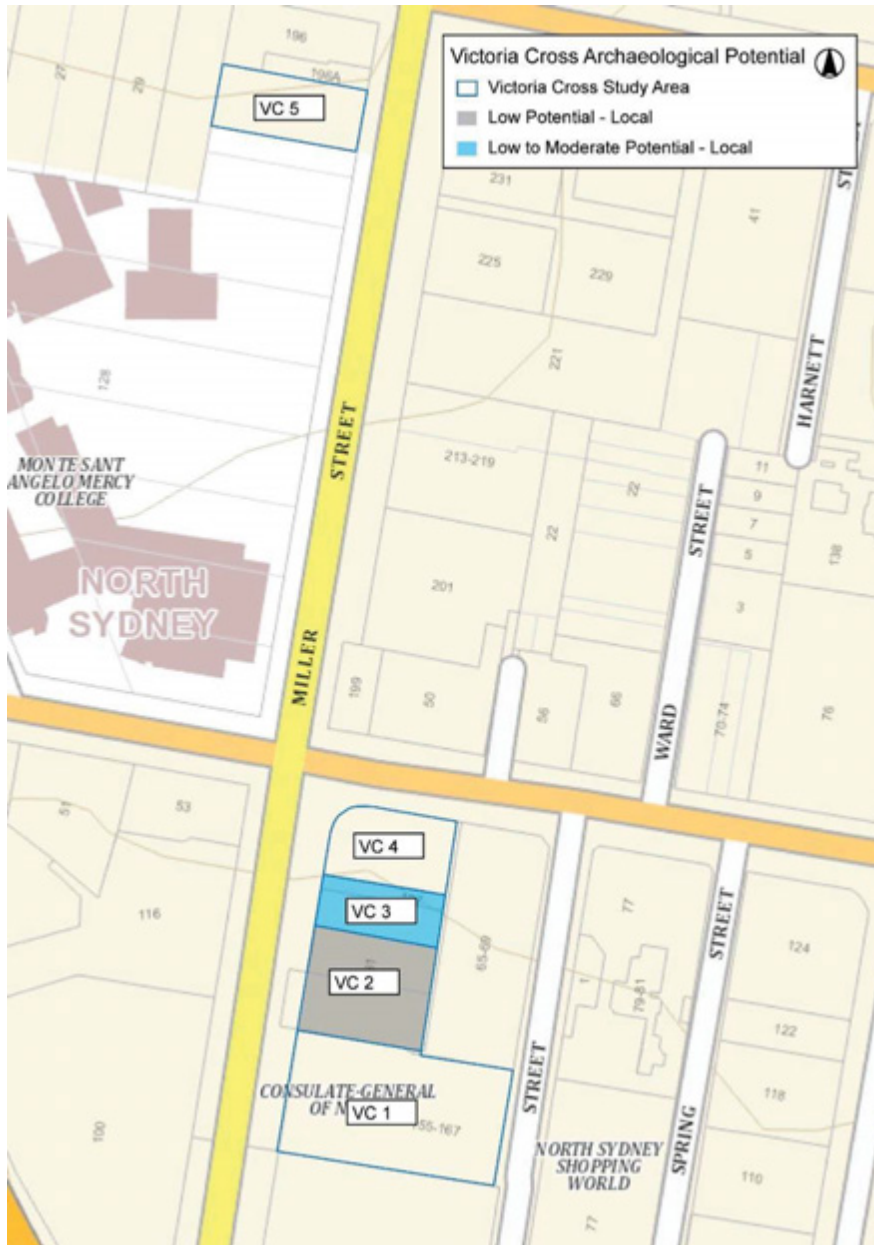 Victoria Cross Archaeological Potential
Victoria Cross Study Area
Low Potential - Local
Low to Moderate Potential - Local
196
196A
27
29
VC 5
231
41
225
229
221
128
STREET
HARNETT
213-219
22
22
11
9
7
5
3
138
STREET
MONTE SANT
ANGELO MERCY
COLLEGE
201
NORTH
SYDNEY
MILLER
199
50
56
66
WARD
70-74
76
51
53
VC 4
116
VC 3
VC 2
65-69
77
1
79-81
STREET
124
122
118
110
CONSULATE-GENERAL
OF N
VC 1
155-167
100
STREET
NORTH SYDNEY
SHOPPING
WORLD
SPRING
77